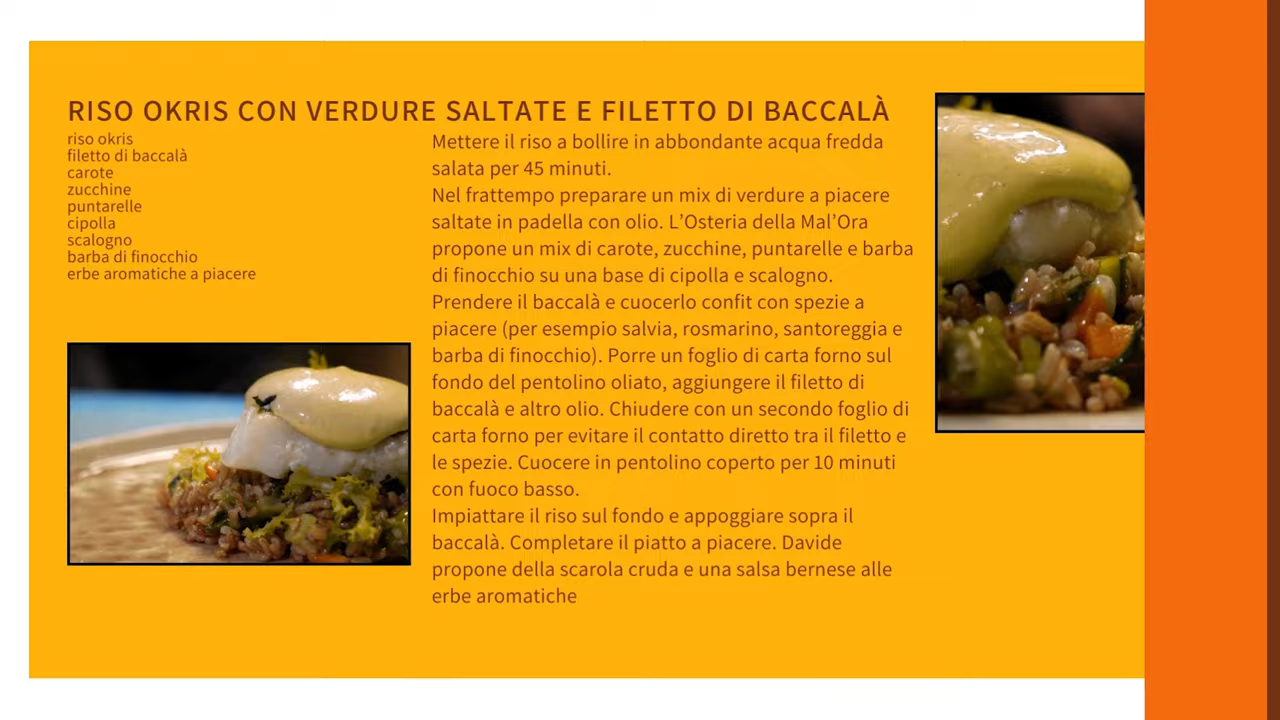 RISO OKRIS CON VERDURE SALTATE E FILETTO DI BACCALÀ
riso okris
filetto di baccalà
carote
zucchine
puntarelle
cipolla
scalogno
barba di finocchio
erbe aromatiche a piacere
Mettere il riso a bollire in abbondante acqua fredda
salata per 45 minuti.
Nel frattempo preparare un mix di verdure a piacere
saltate in padella con olio. L’Osteria della Mal’Ora
propone un mix di carote, zucchine, puntarelle e barba
di finocchio su una base di cipolla e scalogno.
Prendere il baccalà e cuocerlo confit con spezie a
piacere (per esempio salvia, rosmarino, santoreggia e
barba di finocchio). Porre un foglio di carta forno sul
fondo del pentolino oliato, aggiungere il filetto di
baccalà e altro olio. Chiudere con un secondo foglio di
carta forno per evitare il contatto diretto tra il filetto e
le spezie. Cuocere in pentolino coperto per 10 minuti
con fuoco basso.
Impiattare il riso sul fondo e appoggiare sopra il
baccalà. Completare il piatto a piacere. Davide
propone della scarola cruda e una salsa bernese alle
erbe aromatiche